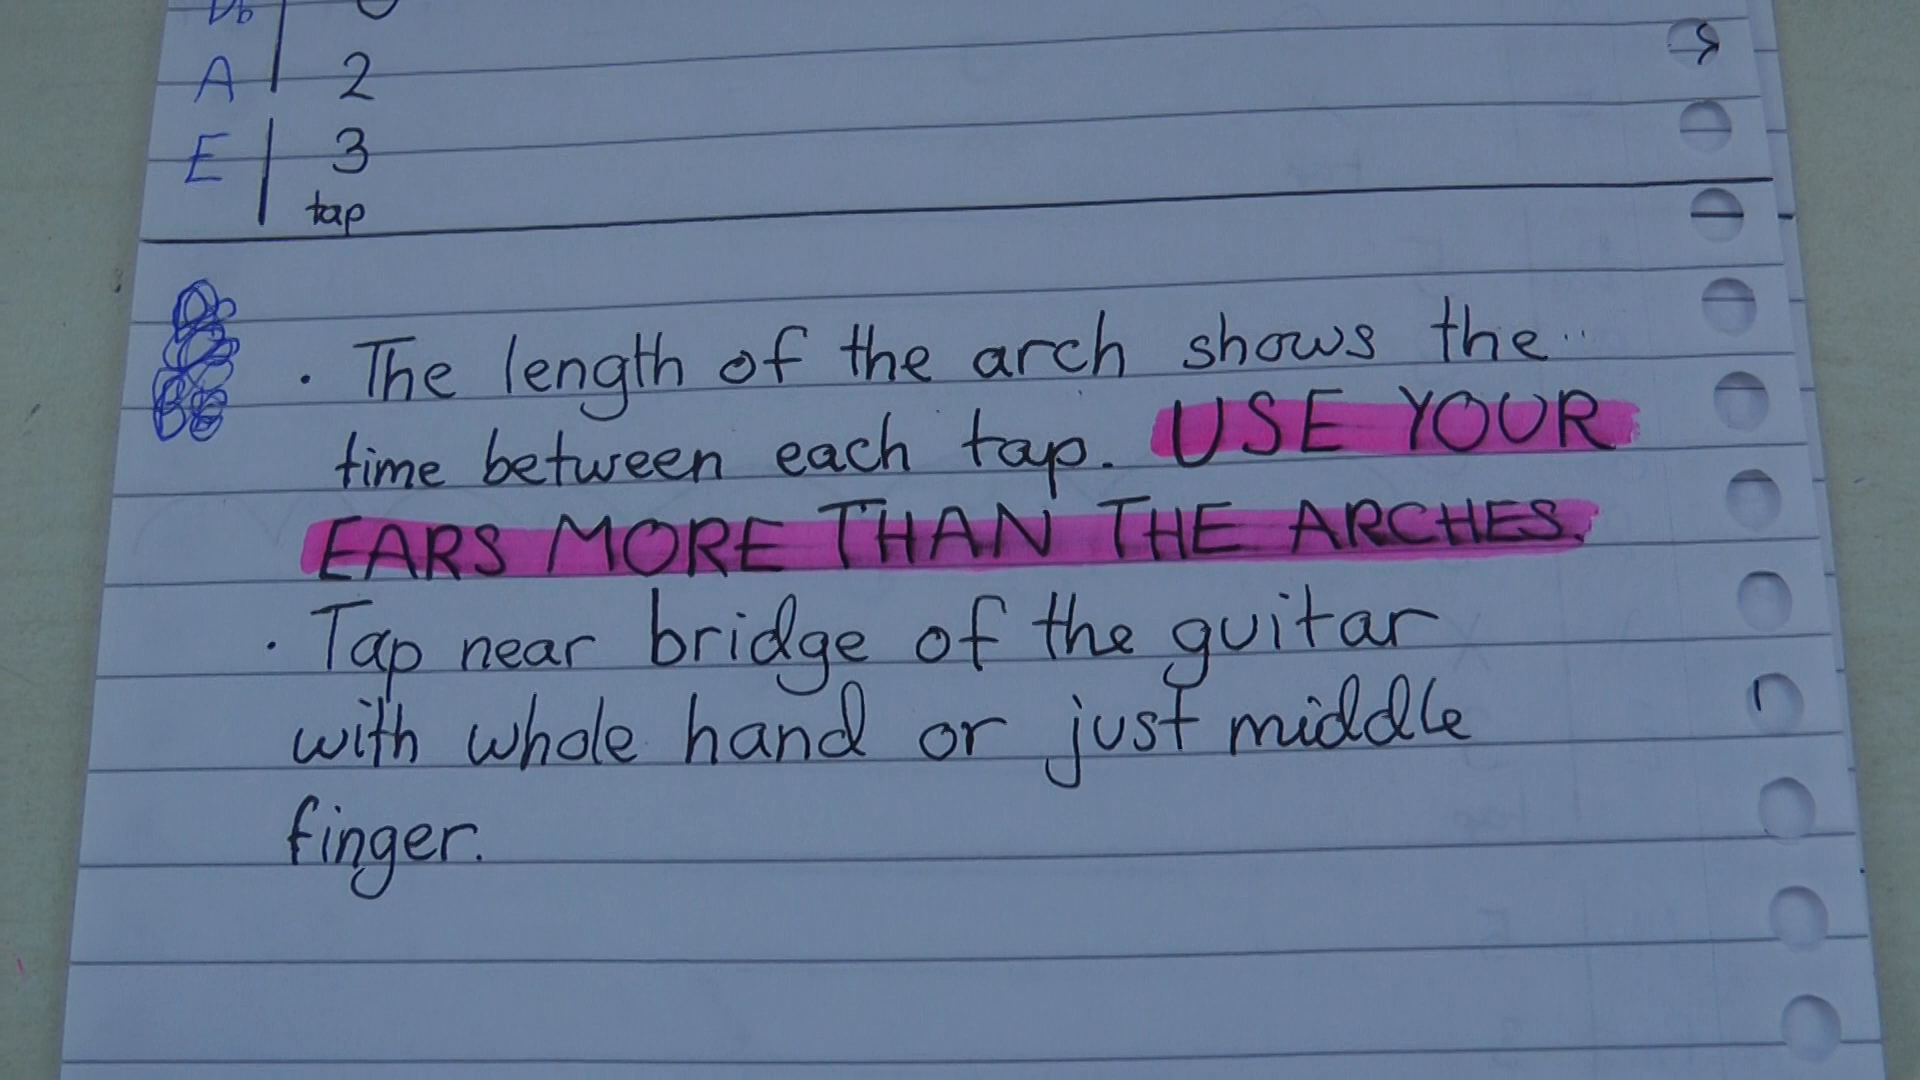 Db
A 2
E 3
tap
. The length of the arch shows the
time between each tap. USE YOUR
EARS MORE THAN THE ARCHES.
. Tap near bridge of the guitar
with whole hand or just middle
finger.